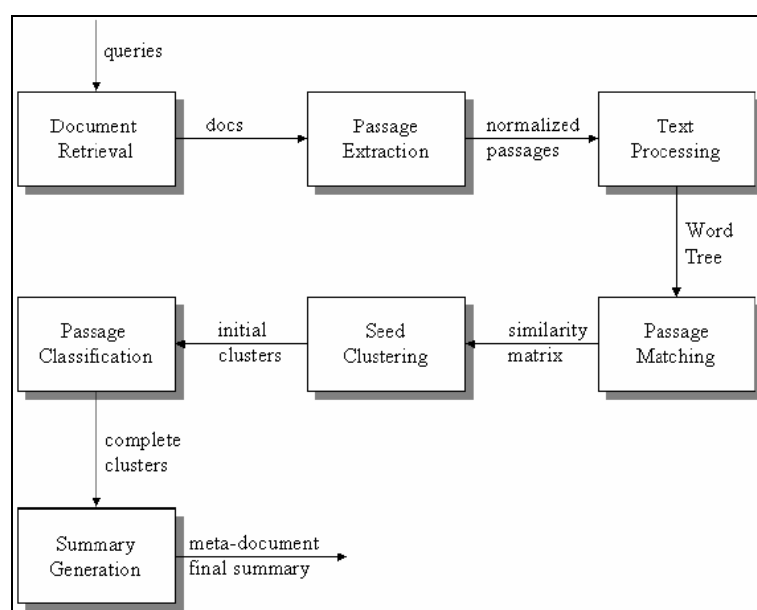 queries
Document
Retrieval
docs
Passage
Extraction
normalized
passages
Text
Processing
Word
Tree
Passage
Matching
similarity
matrix
Seed
Clustering
initial
clusters
Passage
Classification
complete
clusters
Summary
Generation
meta-document
final summary